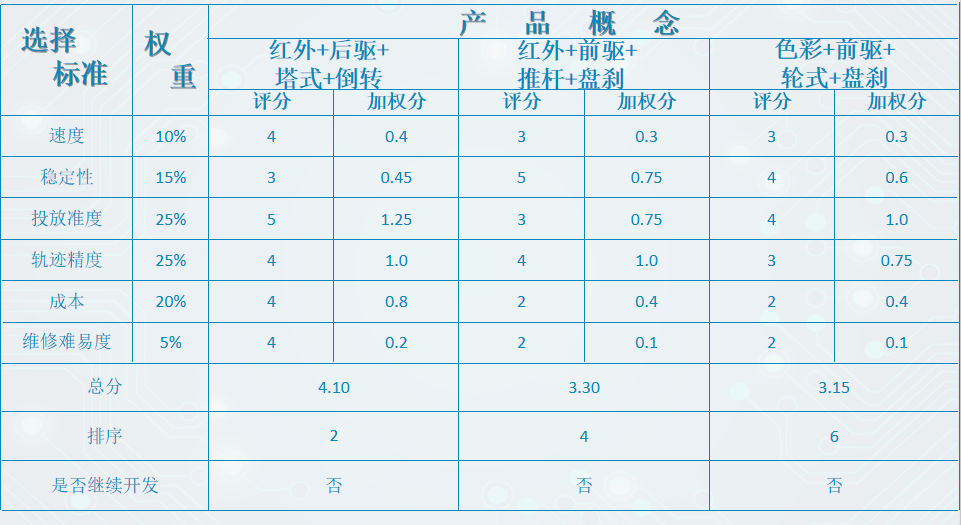 选择
标准
权
重
产 品 概 念
红外+后驱+
塔式+倒转
红外+前驱+
推杆+盘刹
色彩+前驱+
轮式+盘刹
评分 加权分 评分 加权分 评分 加权分
速度 10% 4 0.4 3 0.3 3 0.3
稳定性 15% 3 0.45 5 0.75 4 0.6
投放准度 25% 5 1.25 3 0.75 4 1.0
轨迹精度 25% 4 1.0 4 1.0 3 0.75
成本 20% 4 0.8 2 0.4 2 0.4
维修难易度 5% 4 0.2 2 0.1 2 0.1
总分 4.10 3.30 3.15
排序 2 4 6
是否继续开发 否 否 否